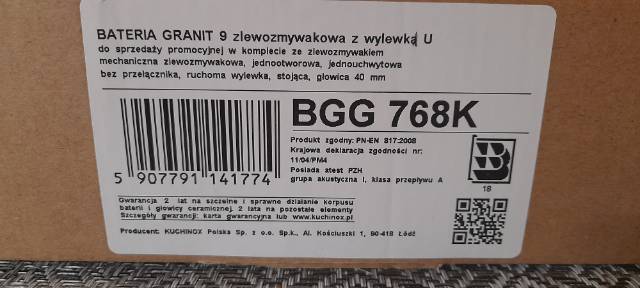 BATERIA GRANIT 9 zlewozmywakowa z wylewką U
do sprzedaży promocyjnej w komplecie ze zlewozmywakiem
mechaniczna zlewozmywakowa, jednootworowa, jednouchwytowa
bez przełącznika, ruchoma wylewka, stojąca, głowica 40 mm
BGG 768K
Produkt zgodny: PN-EN 817:2008
Krajowa deklaracja zgodności nr:
11/04/PM4
Posiada atest PZH
grupa akustyczna I, klasa przepływu A
B
18
5 907791 141774
Gwarancja 2 lat na szczelne i sprawne działanie korpusu
baterii i głowicy ceramicznej. 2 lata na pozostałe elementy
Szczegóły gwarancji: karta gwarancyjna lub www.kuchinox.pl
Producent: KUCHINOX Polska Sp. z o.o. Sp.k., Al. Kościuszki 1, 90-418 Łódź